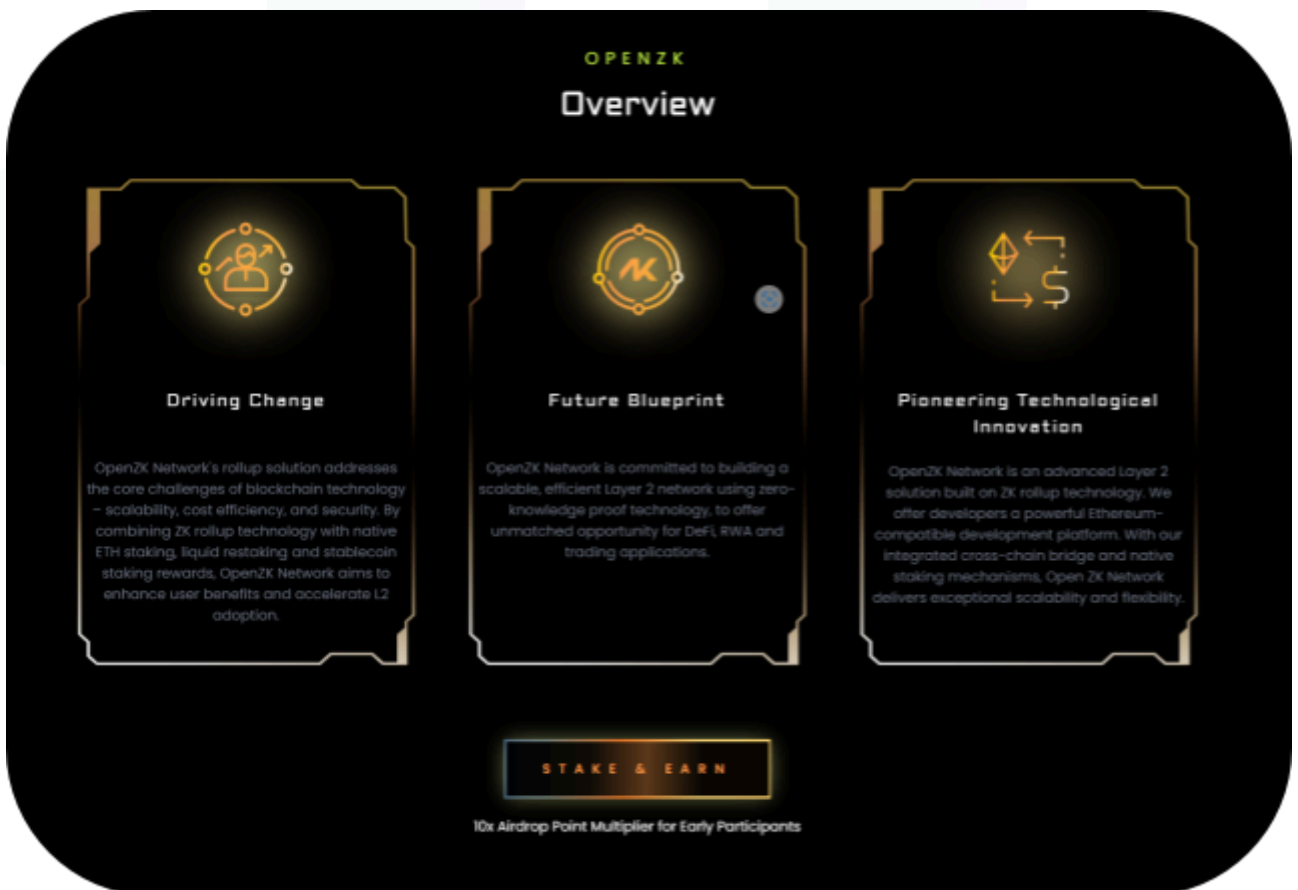 OPENZK
Overview
Driving Change
OpenZK Network's rollup solution addresses
the core challenges of blockchain technology
– scalability, cost efficiency, and security. By
combining ZK rollup technology with native
ETH staking, liquid restaking and stablecoin
staking rewards, OpenZK Network aims to
enhance user benefits and accelerate L2
adoption.
Future Blueprint
OpenZK Network is committed to building a
scalable, efficient Layer 2 network using zero-
knowledge proof technology, to offer
unmatched opportunity for DeFi, RWA and
trading applications.
Pioneering Technological
Innovation
OpenZK Network is an advanced Layer 2
solution built on ZK rollup technology. We
offer developers a powerful Ethereum-
compatible development platform. With our
integrated cross-chain bridge and native
staking mechanisms, Open ZK Network
delivers exceptional scalability and flexibility.
STAKE & EARN
10x Airdrop Point Multiplier for Early Participants